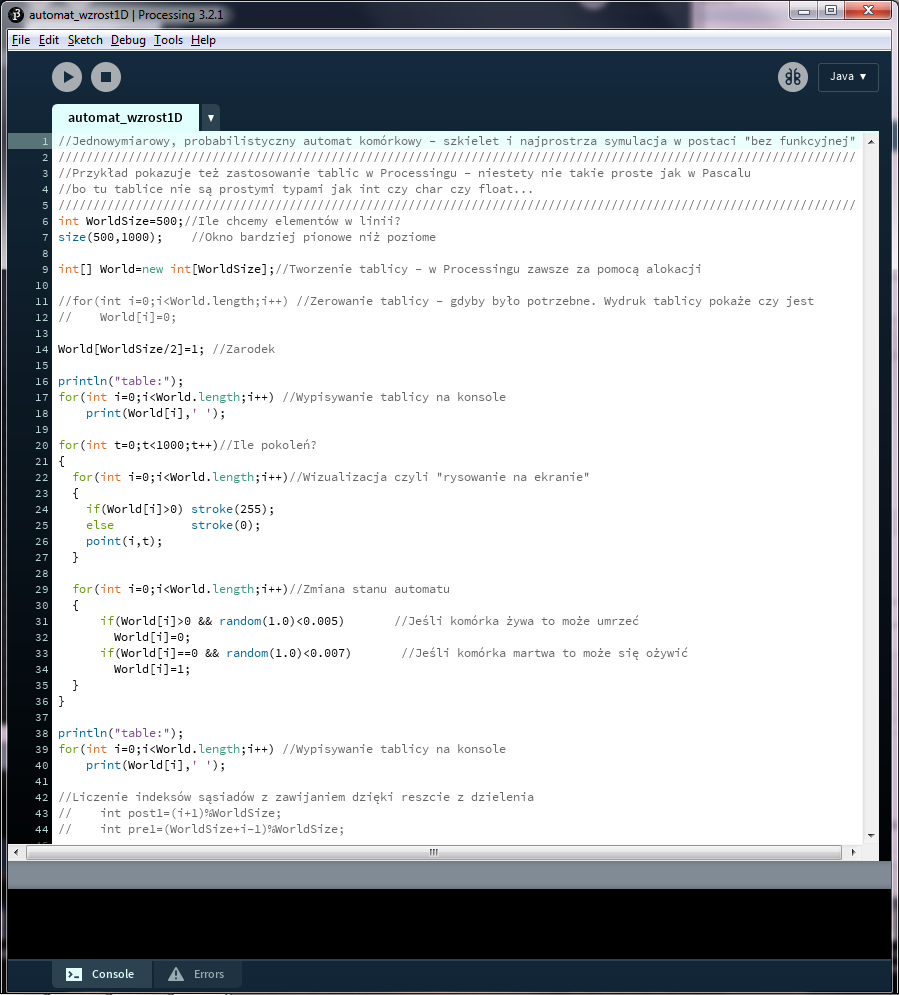 automat_wzrost1D | Processing 3.2.1
File Edit Sketch Debug Tools Help
Java ▼
automat_wzrost1D ▼
1 //Jednowymiarowy, probabilistyczny automat komórkowy – szkielet i najprostrza symulacja w postaci "bez funkcyjnej"
2 //////////////////////////////////////////////////////////////////////////////////////////////////////////////////
3 //Przykład pokazuje też zastosowanie tablic w Processingu – niestety nie takie proste jak w Pascalu
4 //bo tu tablice nie są prostymi typami jak int czy char czy float...
5 //////////////////////////////////////////////////////////////////////////////////////////////////////////////////
6 int WorldSize=500;//Ile chcemy elementów w linii?
7 size(500,1000);    //Okno bardziej pionowe niż poziome
8
9 int[] World=new int[WorldSize];//Tworzenie tablicy – w Processingu zawsze za pomocą alokacji
10
11 //for(int i=0;i<World.length;i++) //Zerowanie tablicy – gdyby było potrzebne. Wydruk tablicy pokaże czy jest
12 //    World[i]=0;
13
14 World[WorldSize/2]=1; //Zarodek
15
16 println("table:");
17 for(int i=0;i<World.length;i++) //Wypisywanie tablicy na konsole
18     print(World[i],' ');
19
20 for(int t=0;t<1000;t++)//Ile pokoleń?
21 {
22   for(int i=0;i<World.length;i++)//Wizualizacja czyli "rysowanie na ekranie"
23   {
24     if(World[i]>0) stroke(255);
25     else           stroke(0);
26     point(i,t);
27   }
28
29   for(int i=0;i<World.length;i++)//Zmiana stanu automatu
30   {
31       if(World[i]>0 && random(1.0)<0.005)       //Jeśli komórka żywa to może umrzeć
32         World[i]=0;
33       if(World[i]==0 && random(1.0)<0.007)       //Jeśli komórka martwa to może się ożywić
34         World[i]=1;
35   }
36 }
37
38 println("table:");
39 for(int i=0;i<World.length;i++) //Wypisywanie tablicy na konsole
40     print(World[i],' ');
41
42 //Liczenie indeksów sąsiadów z zawijaniem dzięki reszcie z dzielenia
43 //    int post1=(i+1)%WorldSize;
44 //    int pre1=(WorldSize+i-1)%WorldSize;
Console Errors